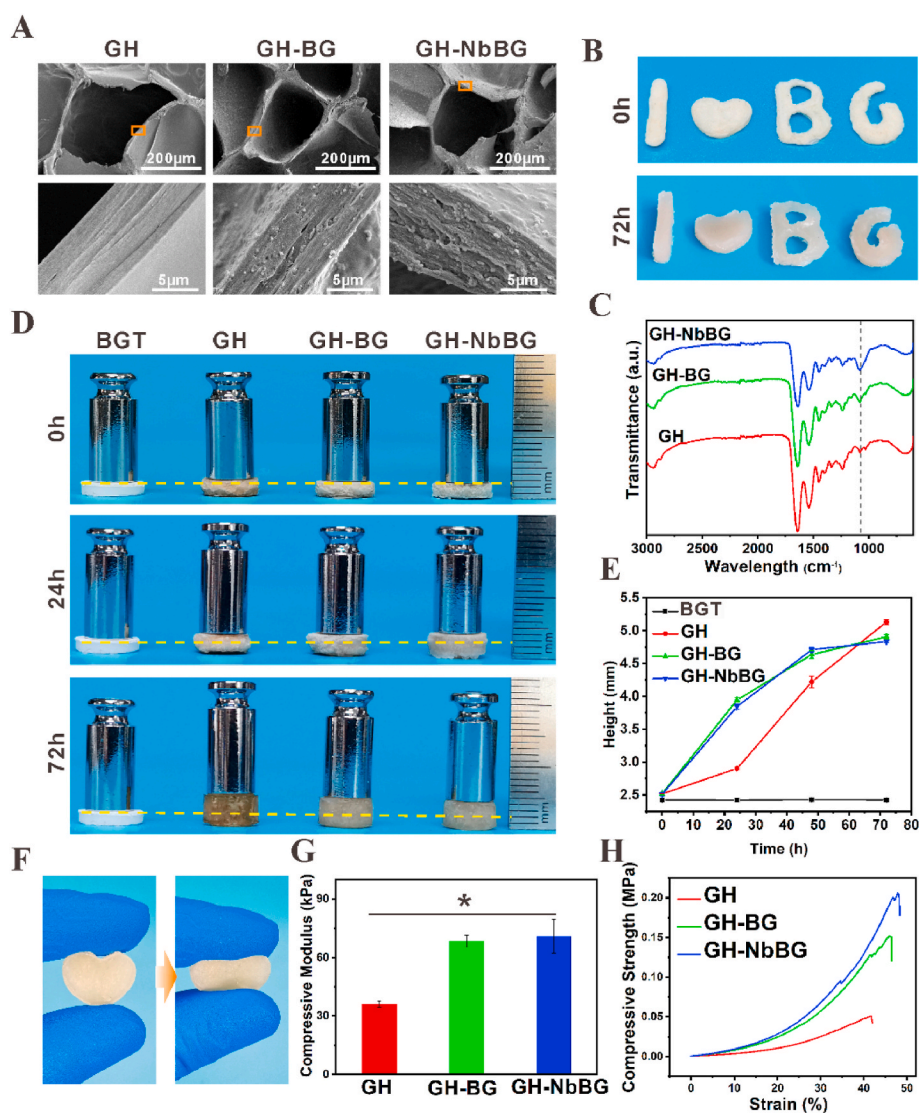 A
GH
GH-BG
GH-NbBG
200μm
200μm
200μm
5μm
5μm
5μm
B
0h
72h
I
B G
C
GH-NbBG
GH-BG
GH
Transmittance (a.u.)
3000 2500 2000 1500 1000
Wavelength (cm⁻¹)
D
BGT GH GH-BG GH-NbBG
0h
mm
24h
mm
72h
mm
E
BGT
GH
GH-BG
GH-NbBG
Height (mm)
5.5
5.0
4.5
4.0
3.5
3.0
2.5
0 10 20 30 40 50 60 70 80
Time (h)
F
G
Compressive Modulus (kPa)
90
60
30
0
*
GH GH-BG GH-NbBG
H
GH
GH-BG
GH-NbBG
Compressive Strength (MPa)
0.20
0.15
0.10
0.05
0.00
0 10 20 30 40 50
Strain (%)